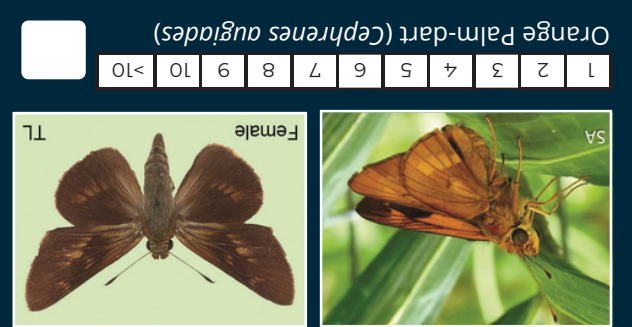 Orange Palm-dart (Cephrenes augiades)
1 2 3 4 5 6 7 8 9 10 >10
SA
Female
TL